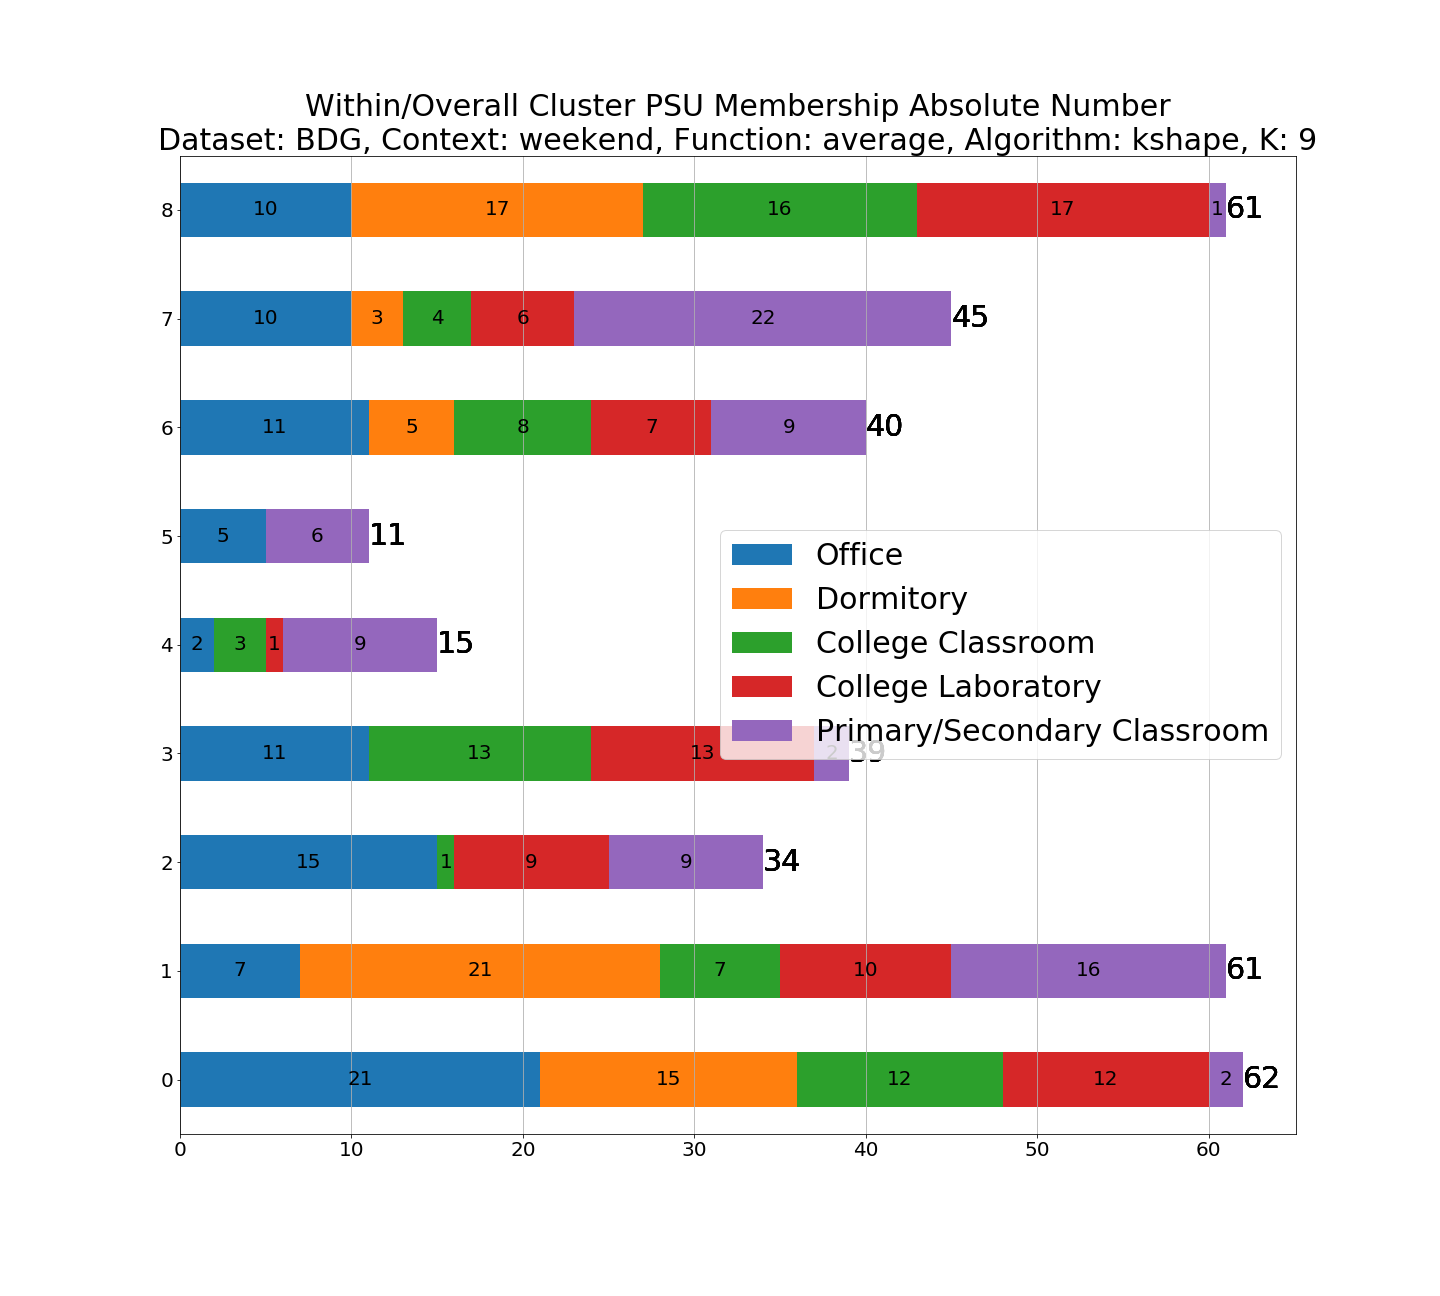 Within/Overall Cluster PSU Membership Absolute Number
Dataset: BDG, Context: weekend, Function: average, Algorithm: kshape, K: 9
8 10 17 16 17 1 61
7 10 3 4 6 22 45
6 11 5 8 7 9 40
5 5 6 11
Office
Dormitory
College Classroom
College Laboratory
Primary/Secondary Classroom
4 2 3 1 9 15
3 11 13 13 2 39
2 15 1 9 9 34
1 7 21 7 10 16 61
0 21 15 12 12 2 62
0 10 20 30 40 50 60